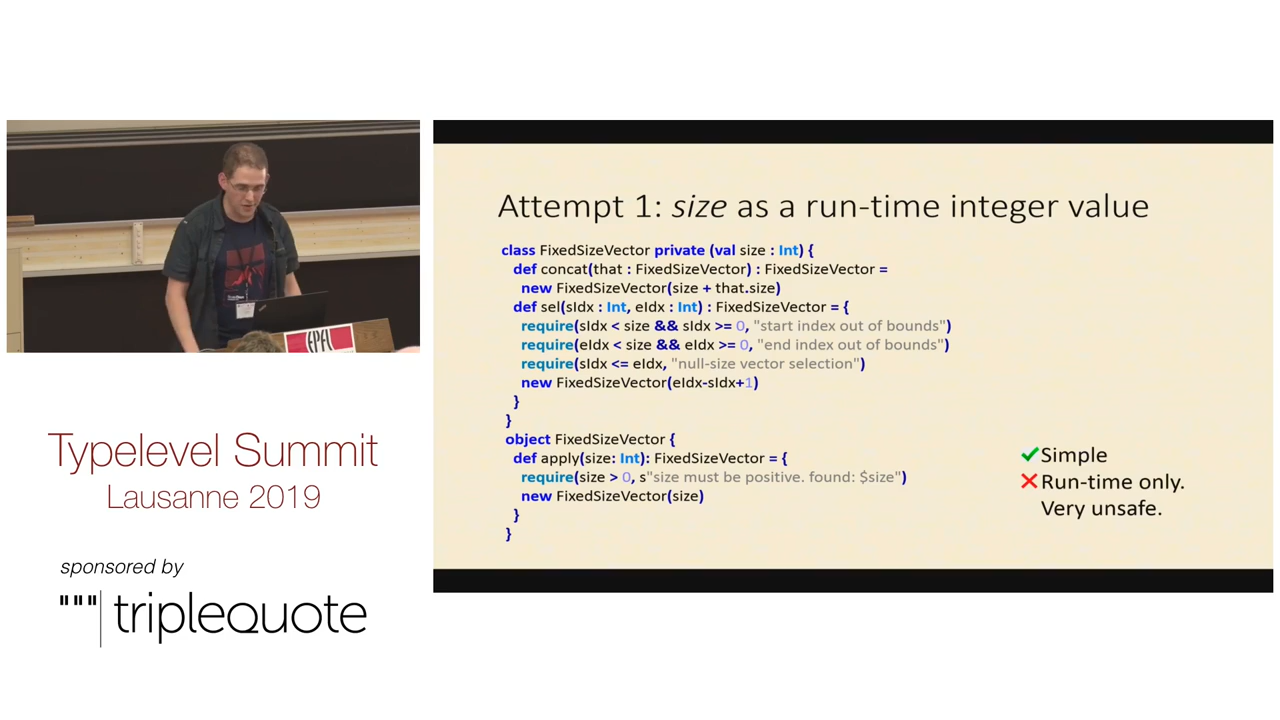 EPFL
Typelevel Summit
Lausanne 2019
sponsored by
"""|triplequote
Attempt 1: size as a run-time integer value
class FixedSizeVector private (val size : Int) {
def concat(that : FixedSizeVector) : FixedSizeVector =
new FixedSizeVector(size + that.size)
def sel(sIdx : Int, eIdx : Int) : FixedSizeVector = {
require(sIdx < size && sIdx >= 0, "start index out of bounds")
require(eIdx < size && eIdx >= 0, "end index out of bounds")
require(sIdx <= eIdx, "null-size vector selection")
new FixedSizeVector(eIdx-sIdx+1)
}
}
object FixedSizeVector {
def apply(size: Int): FixedSizeVector = {
require(size > 0, s"size must be positive. found: $size")
new FixedSizeVector(size)
}
}
✓Simple
✗Run-time only.
Very unsafe.